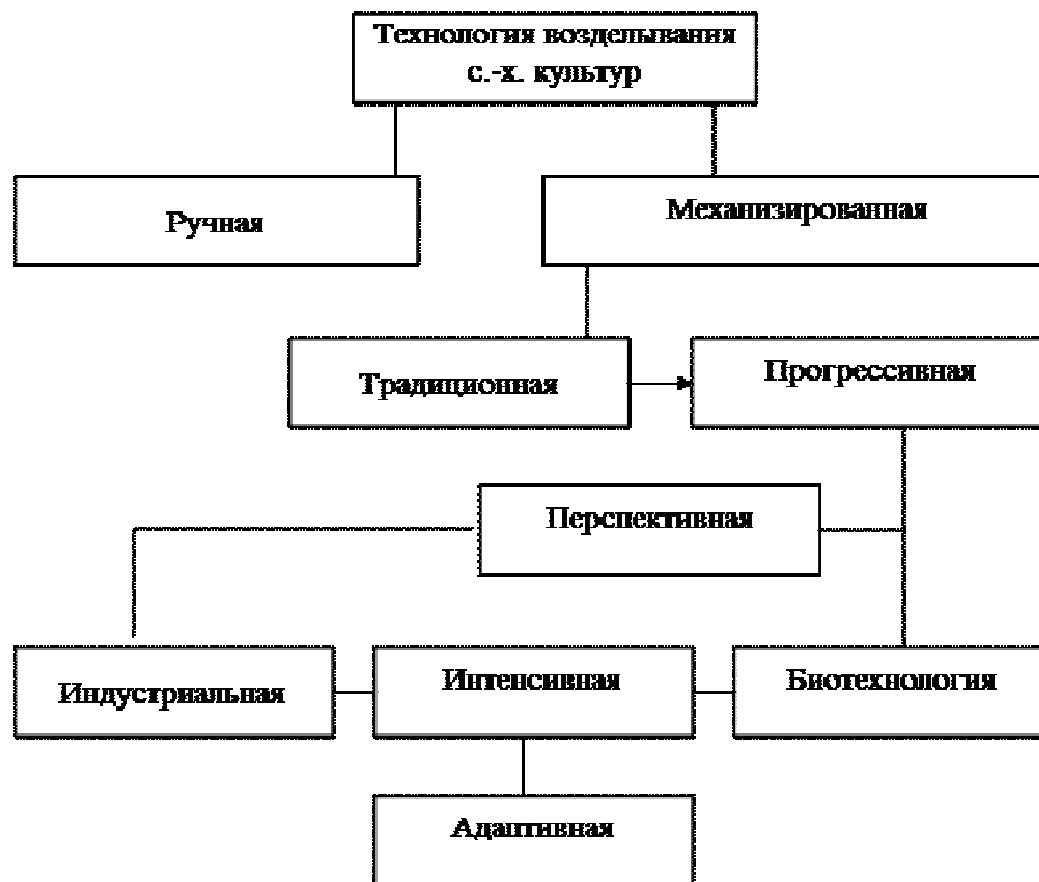 Технология возделывания
с.-х. культур
Ручная
Механизированная
Традиционная
Прогрессивная
Перспективная
Индустриальная
Интенсивная
Биотехнология
Адаптивная